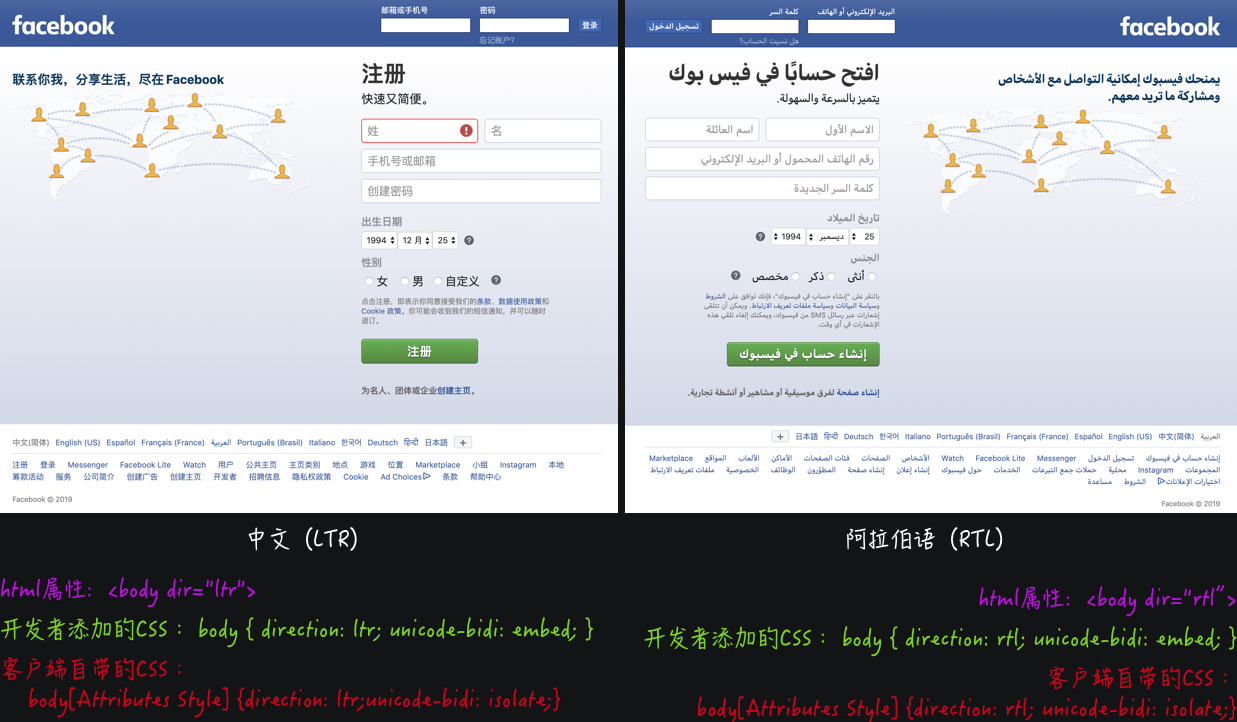 facebook
邮箱或手机号 密码
登录
忘记帐户?
联系你我，分享生活，尽在 Facebook
注册
快速又简便。
姓 名
手机号或邮箱
创建密码
出生日期
1994 12 月 25
性别
女 男 自定义
点击注册，即表示你同意接受我们的条款、数据使用政策和
Cookie 政策。你可能会收到我们的短信通知，并可以随时
退订。
注册
为名人、团体或企业创建主页。
中文(简体) English (US) Español Français (France) العربية Português (Brasil) Italiano 한국어 Deutsch हिन्दी 日本語 +
注册 登录 Messenger Facebook Lite Watch 用户 公共主页 主页类别 地点 游戏 位置 Marketplace 小组 Instagram 本地
筹款活动 服务 公司简介 创建广告 创建主页 开发者 招聘信息 隐私权政策 Cookie Ad Choices 条款 帮助中心
Facebook © 2019
facebook
البريد الإلكتروني أو الهاتف كلمة السر
تسجيل الدخول
هل نسيت الحساب؟
يمنحك فيسبوك إمكانية التواصل مع الأشخاص
ومشاركة ما تريد معهم.
افتح حسابًا في فيس بوك
يتميز بالسرعة والسهولة.
الاسم الأول اسم العائلة
رقم الهاتف المحمول أو البريد الإلكتروني
كلمة السر الجديدة
تاريخ الميلاد
25 ديسمبر 1994
الجنس
أنثى ذكر مخصص
بالنقر على "إنشاء حساب في فيسبوك"، فإنك توافق على الشروط
وسياسة البيانات وسياسة ملفات تعريف الارتباط. ويمكن أن تتلقى
إشعارات عبر رسائل SMS من فيسبوك، ويمكنك إلغاء تلقي هذه
الإشعارات في أي وقت.
إنشاء حساب في فيسبوك
إنشاء صفحة لفرق موسيقية أو مشاهير أو أنشطة تجارية.
العربية 中文(简体) English (US) Español Français (France) Português (Brasil) Italiano 한국어 Deutsch हिन्दी 日本語 +
إنشاء حساب في فيسبوك تسجيل الدخول Messenger Facebook Lite Watch الأشخاص الصفحات فئات الصفحات الأماكن الألعاب المواقع Marketplace
المجموعات Instagram محلية حملات جمع التبرعات الخدمات حول فيسبوك إنشاء إعلان إنشاء صفحة المطوّرون الوظائف الخصوصية ملفات تعريف الارتباط
اختيارات الإعلانات الشروط مساعدة
Facebook © 2019
中文 (LTR)
html属性: <body dir="ltr">
开发者添加的CSS : body { direction: ltr; unicode-bidi: embed; }
客户端自带的CSS :
body[Attributes Style] {direction: ltr;unicode-bidi: isolate;}
阿拉伯语 (RTL)
html属性: <body dir="rtl">
开发者添加的CSS : body { direction: rtl; unicode-bidi: embed; }
客户端自带的CSS :
body[Attributes Style] {direction: rtl; unicode-bidi: isolate;}